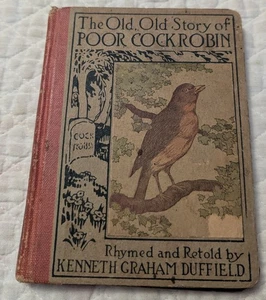 The Old, Old Story of
POOR COCK ROBIN
COCK
ROBIN
Rhymed and Retold by
KENNETH GRAHAM DUFFIELD